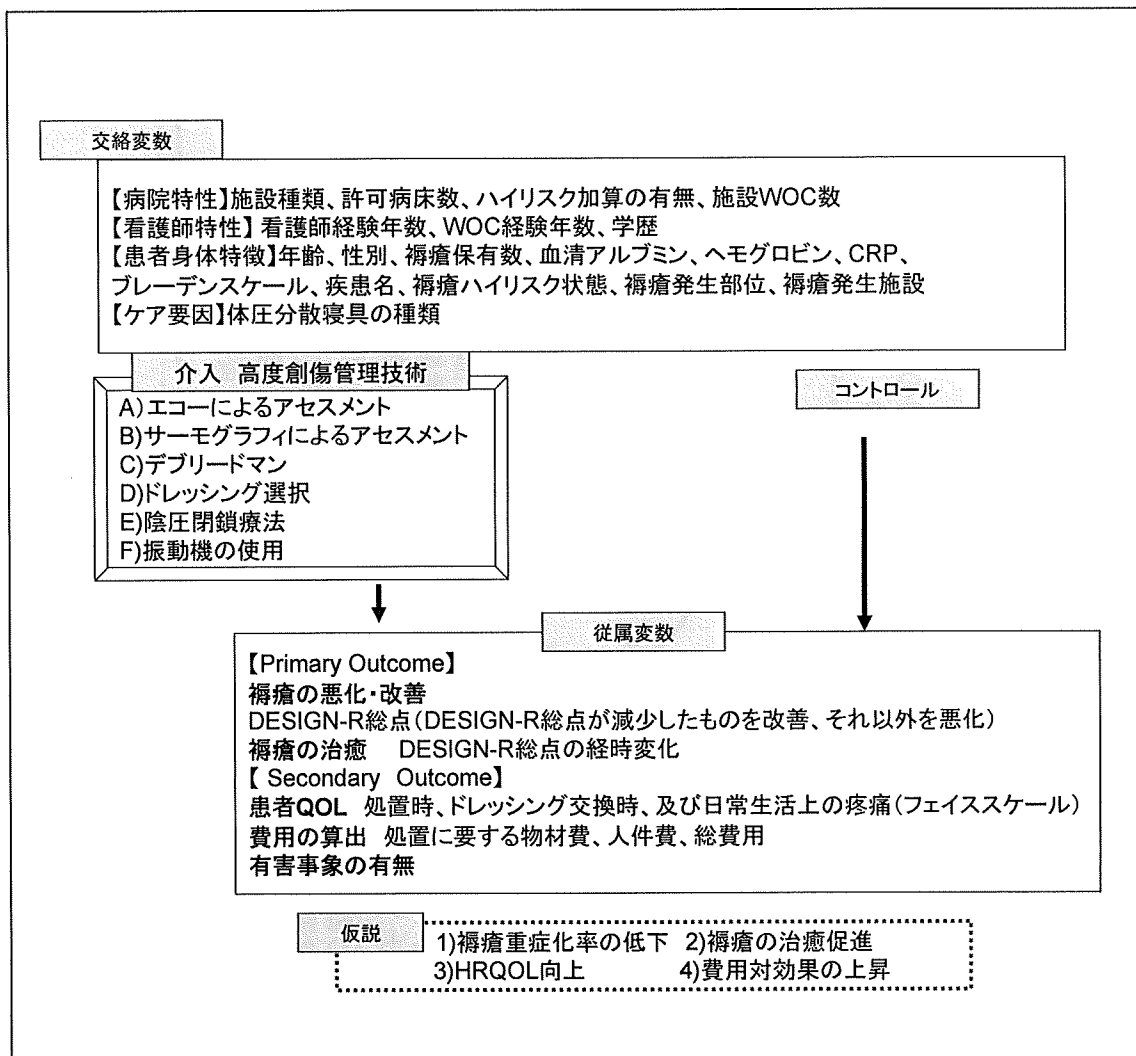 交絡変数
【病院特性】施設種類、許可病床数、ハイリスク加算の有無、施設WOC数
【看護師特性】 看護師経験年数、WOC経験年数、学歴
【患者身体特徴】年齢、性別、褥瘡保有数、血清アルブミン、ヘモグロビン、CRP、
ブレーデンスケール、疾患名、褥瘡ハイリスク状態、褥瘡発生部位、褥瘡発生施設
【ケア要因】体圧分散寝具の種類
介入 高度創傷管理技術
A)エコーによるアセスメント
B)サーモグラフィによるアセスメント
C)デブリードマン
D)ドレッシング選択
E)陰圧閉鎖療法
F)振動機の使用
コントロール
従属変数
【Primary Outcome】
褥瘡の悪化・改善
DESIGN-R総点(DESIGN-R総点が減少したものを改善、それ以外を悪化)
褥瘡の治癒 DESIGN-R総点の経時変化
【 Secondary Outcome】
患者QOL 処置時、ドレッシング交換時、及び日常生活上の疼痛(フェイススケール)
費用の算出 処置に要する物材費、人件費、総費用
有害事象の有無
仮説
1)褥瘡重症化率の低下 2)褥瘡の治癒促進
3)HRQOL向上 4)費用対効果の上昇